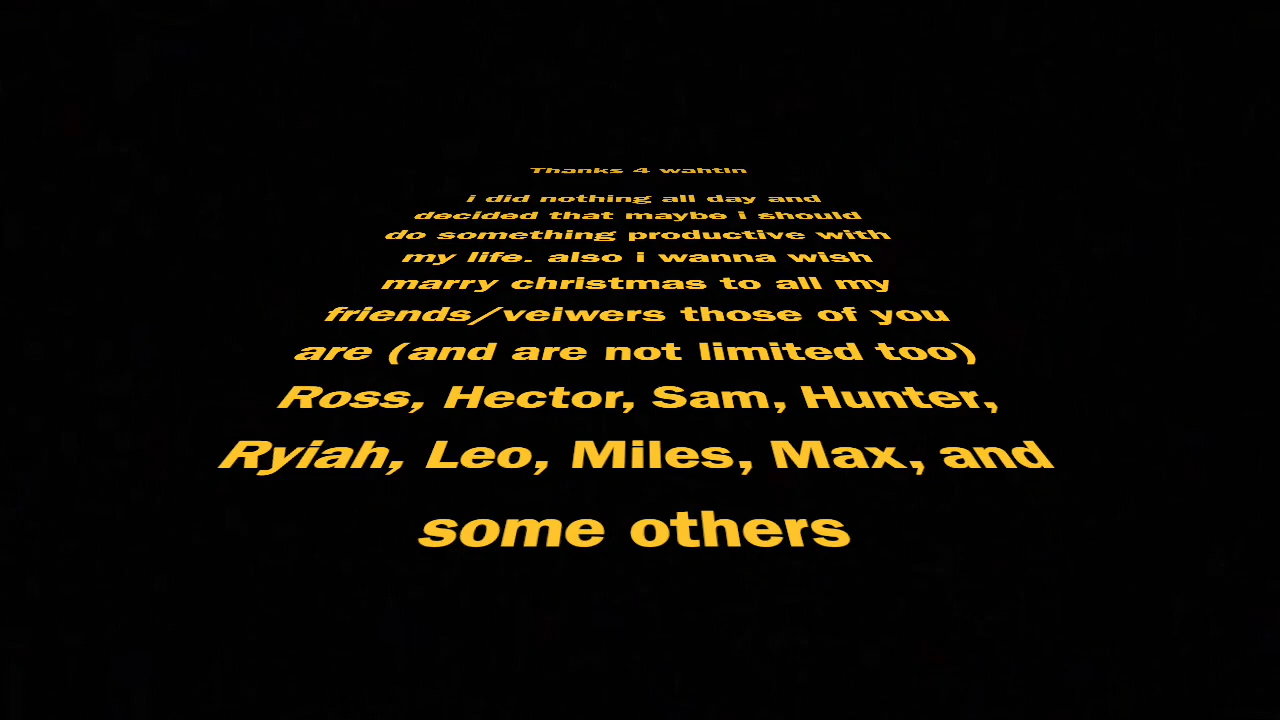 Thanks 4 wahtin
i did nothing all day and
decided that maybe i should
do something productive with
my life. also i wanna wish
marry christmas to all my
friends/veiwers those of you
are (and are not limited too)
Ross, Hector, Sam, Hunter,
Ryiah, Leo, Miles, Max, and
some others